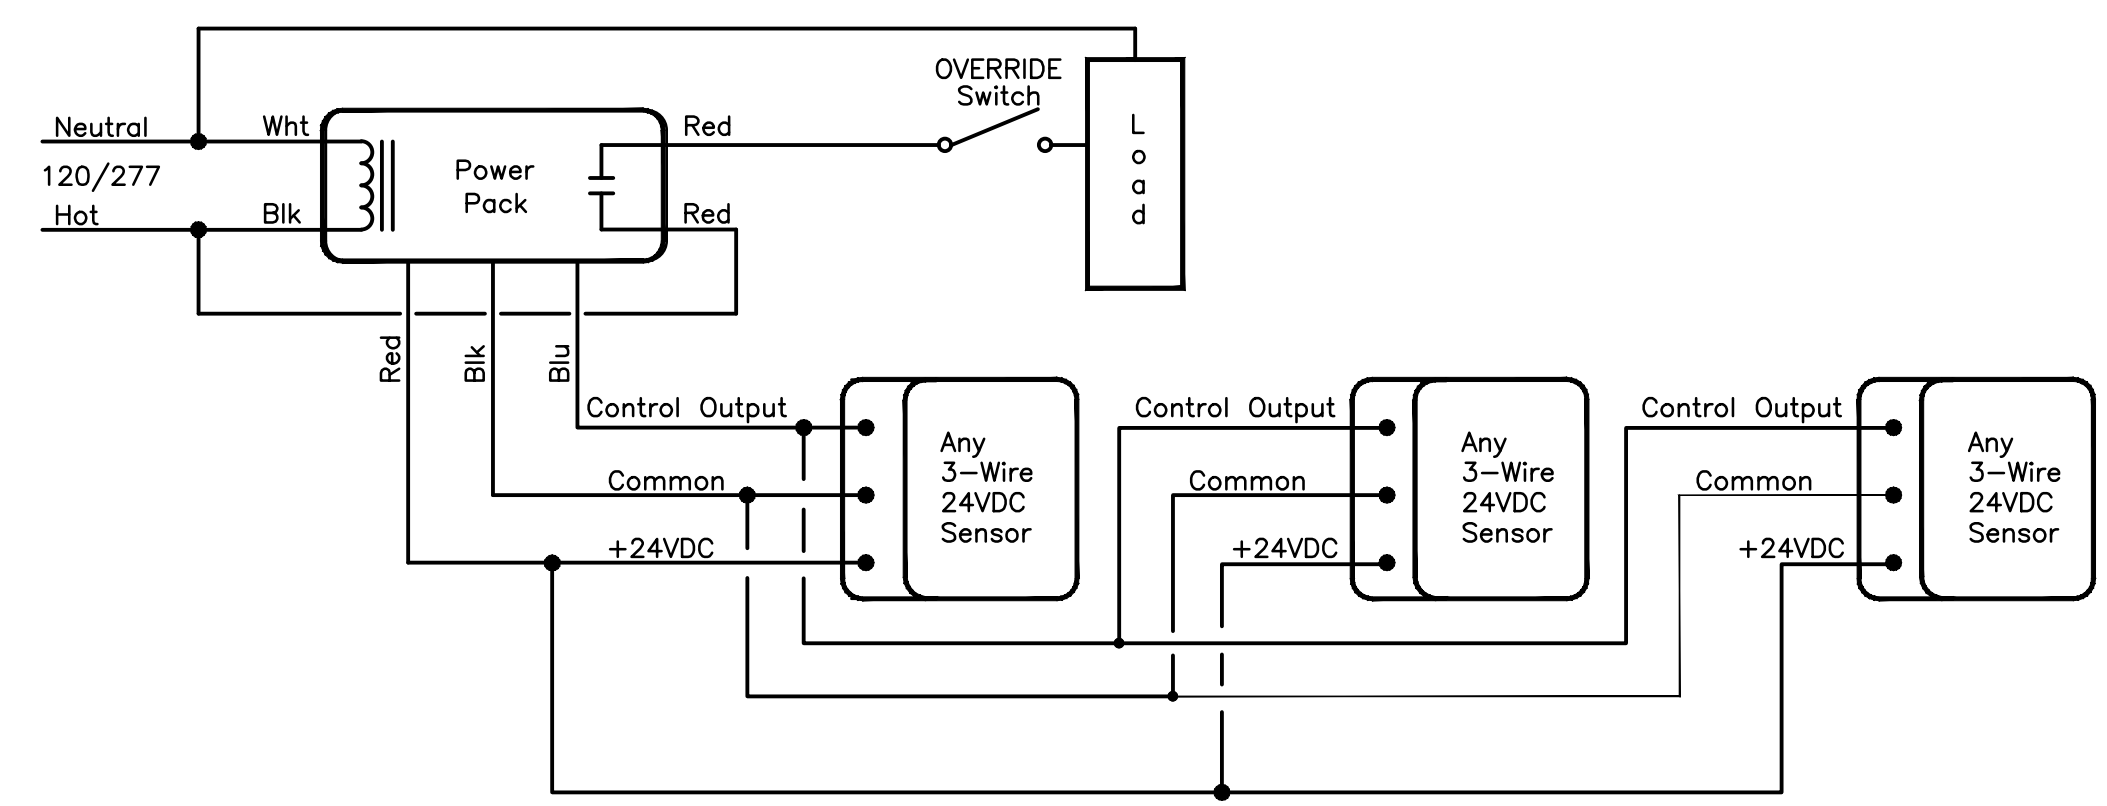 OVERRIDE
Switch
Neutral
Wht
Red
120/277
Power
Pack
Hot
Blk
Red
L
o
a
d
Red
Blk
Blu
Control Output
Common
+24VDC
Any
3-Wire
24VDC
Sensor
Control Output
Common
+24VDC
Any
3-Wire
24VDC
Sensor
Control Output
Common
+24VDC
Any
3-Wire
24VDC
Sensor